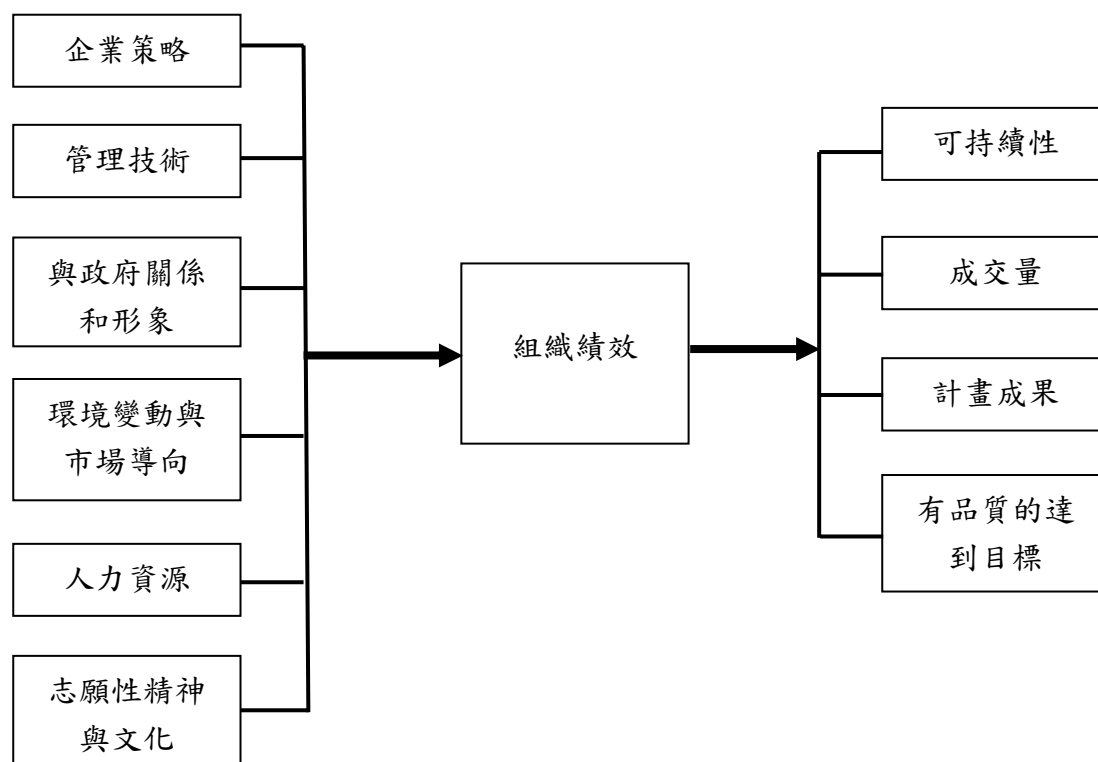 企業策略
管理技術
與政府關係
和形象
環境變動與
市場導向
人力資源
志願性精神
與文化
組織績效
可持續性
成交量
計畫成果
有品質的達
到目標